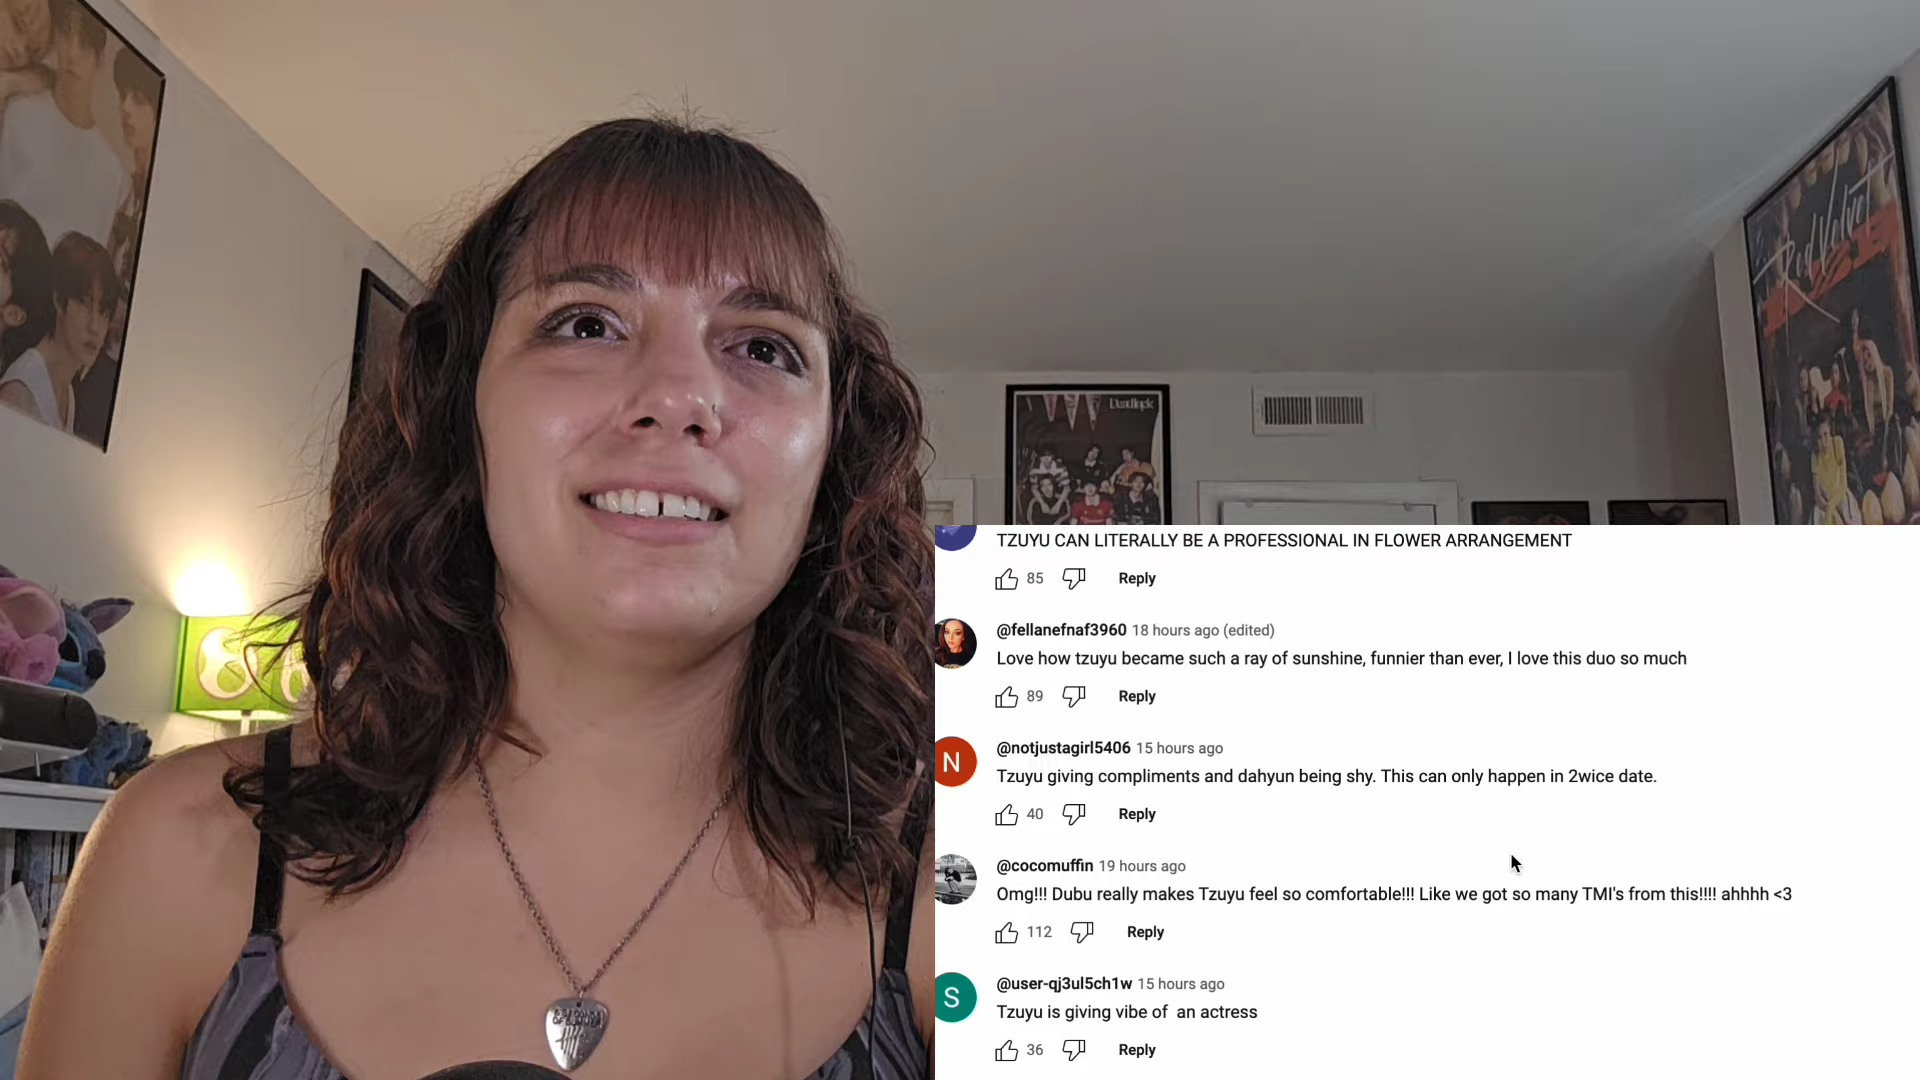 Red Velvet
Deadlock
TZUYU CAN LITERALLY BE A PROFESSIONAL IN FLOWER ARRANGEMENT
85 Reply
@fellanefnaf3960 18 hours ago (edited)
Love how tzuyu became such a ray of sunshine, funnier than ever, I love this duo so much
89 Reply
N
@notjustagirl5406 15 hours ago
Tzuyu giving compliments and dahyun being shy. This can only happen in 2wice date.
40 Reply
@cocomuffin 19 hours ago
Omg!!! Dubu really makes Tzuyu feel so comfortable!!! Like we got so many TMI's from this!!!! ahhhh <3
112 Reply
S
@user-qj3ul5ch1w 15 hours ago
Tzuyu is giving vibe of  an actress
36 Reply